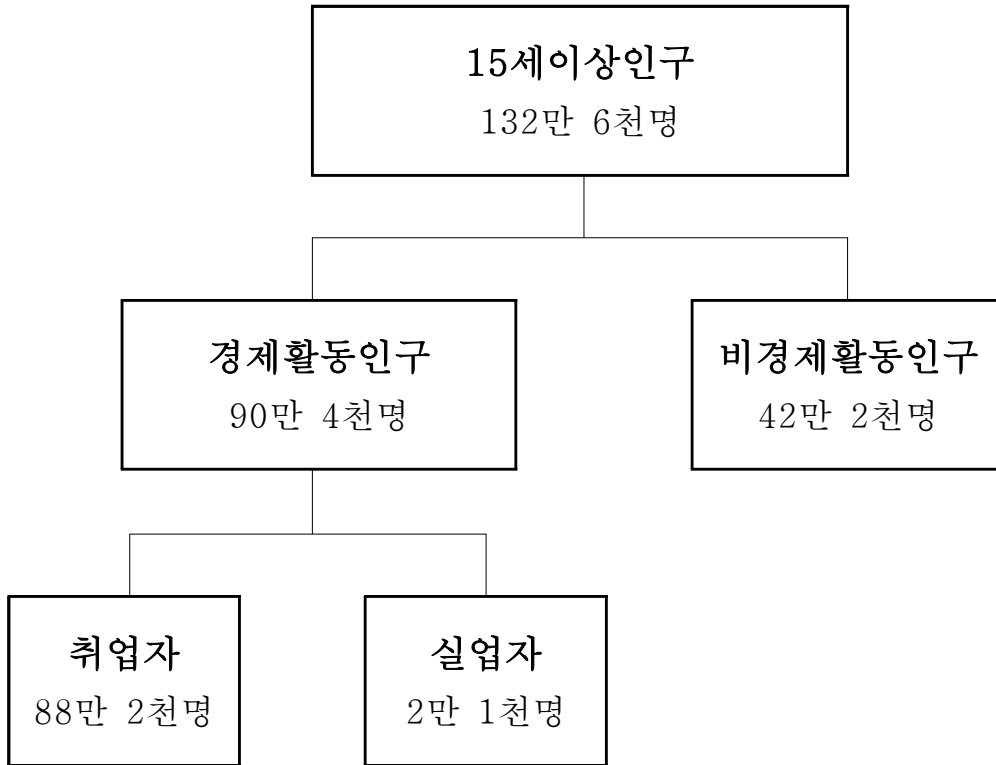 15세이상인구
132만 6천명
경제활동인구
90만 4천명
비경제활동인구
42만 2천명
취업자
88만 2천명
실업자
2만 1천명